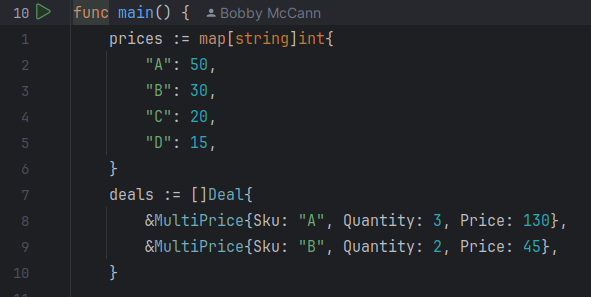 10 func main() { Bobby McCann
1 prices := map[string]int{
2 "A": 50,
3 "B": 30,
4 "C": 20,
5 "D": 15,
6 }
7 deals := []Deal{
8 &MultiPrice{Sku: "A", Quantity: 3, Price: 130},
9 &MultiPrice{Sku: "B", Quantity: 2, Price: 45},
10 }